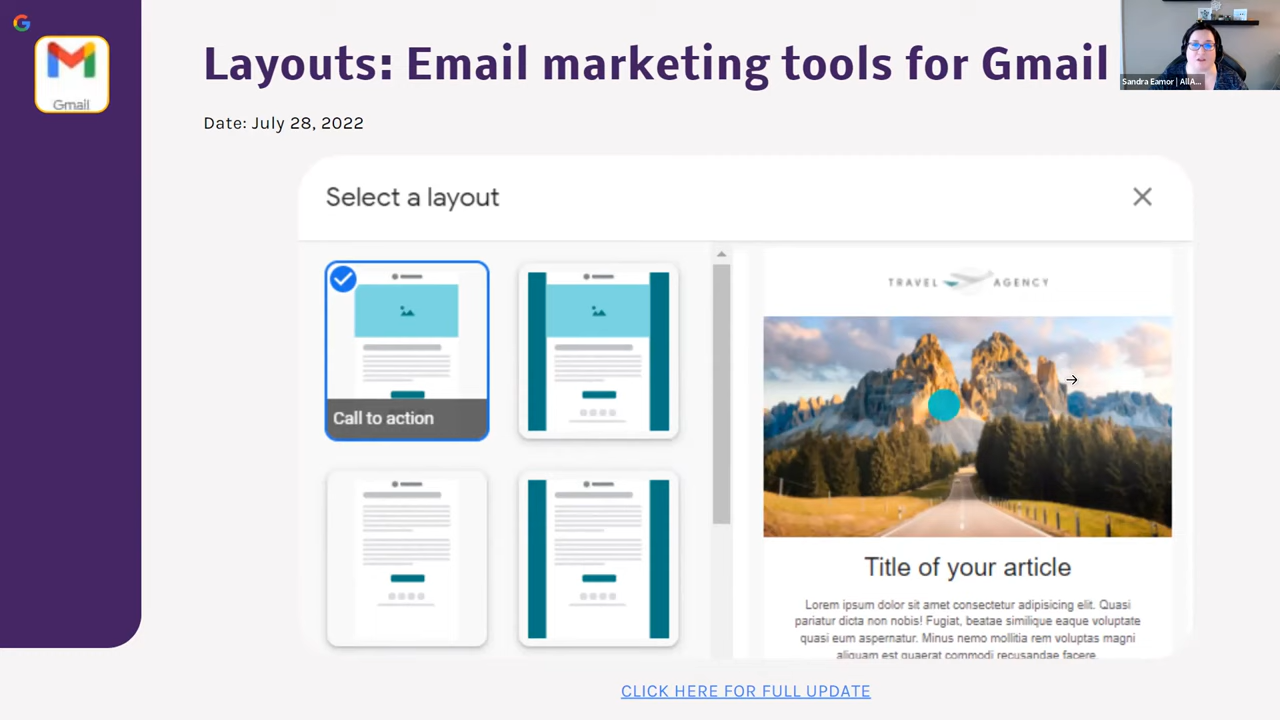 Gmail
Layouts: Email marketing tools for Gmail
Date: July 28, 2022
Sandra Eamor | AllA...
Select a layout
Call to action
TRAVEL AGENCY
Title of your article
Lorem ipsum dolor sit amet consectetur adipisicing elit. Quasi
pariatur dicta non nobis! Fugiat, beatae similique eaque voluptate
quasi eum aspernatur. Minus nemo mollitia rem voluptas magni
aliquam est quaerat commodi recusandae facere.
CLICK HERE FOR FULL UPDATE